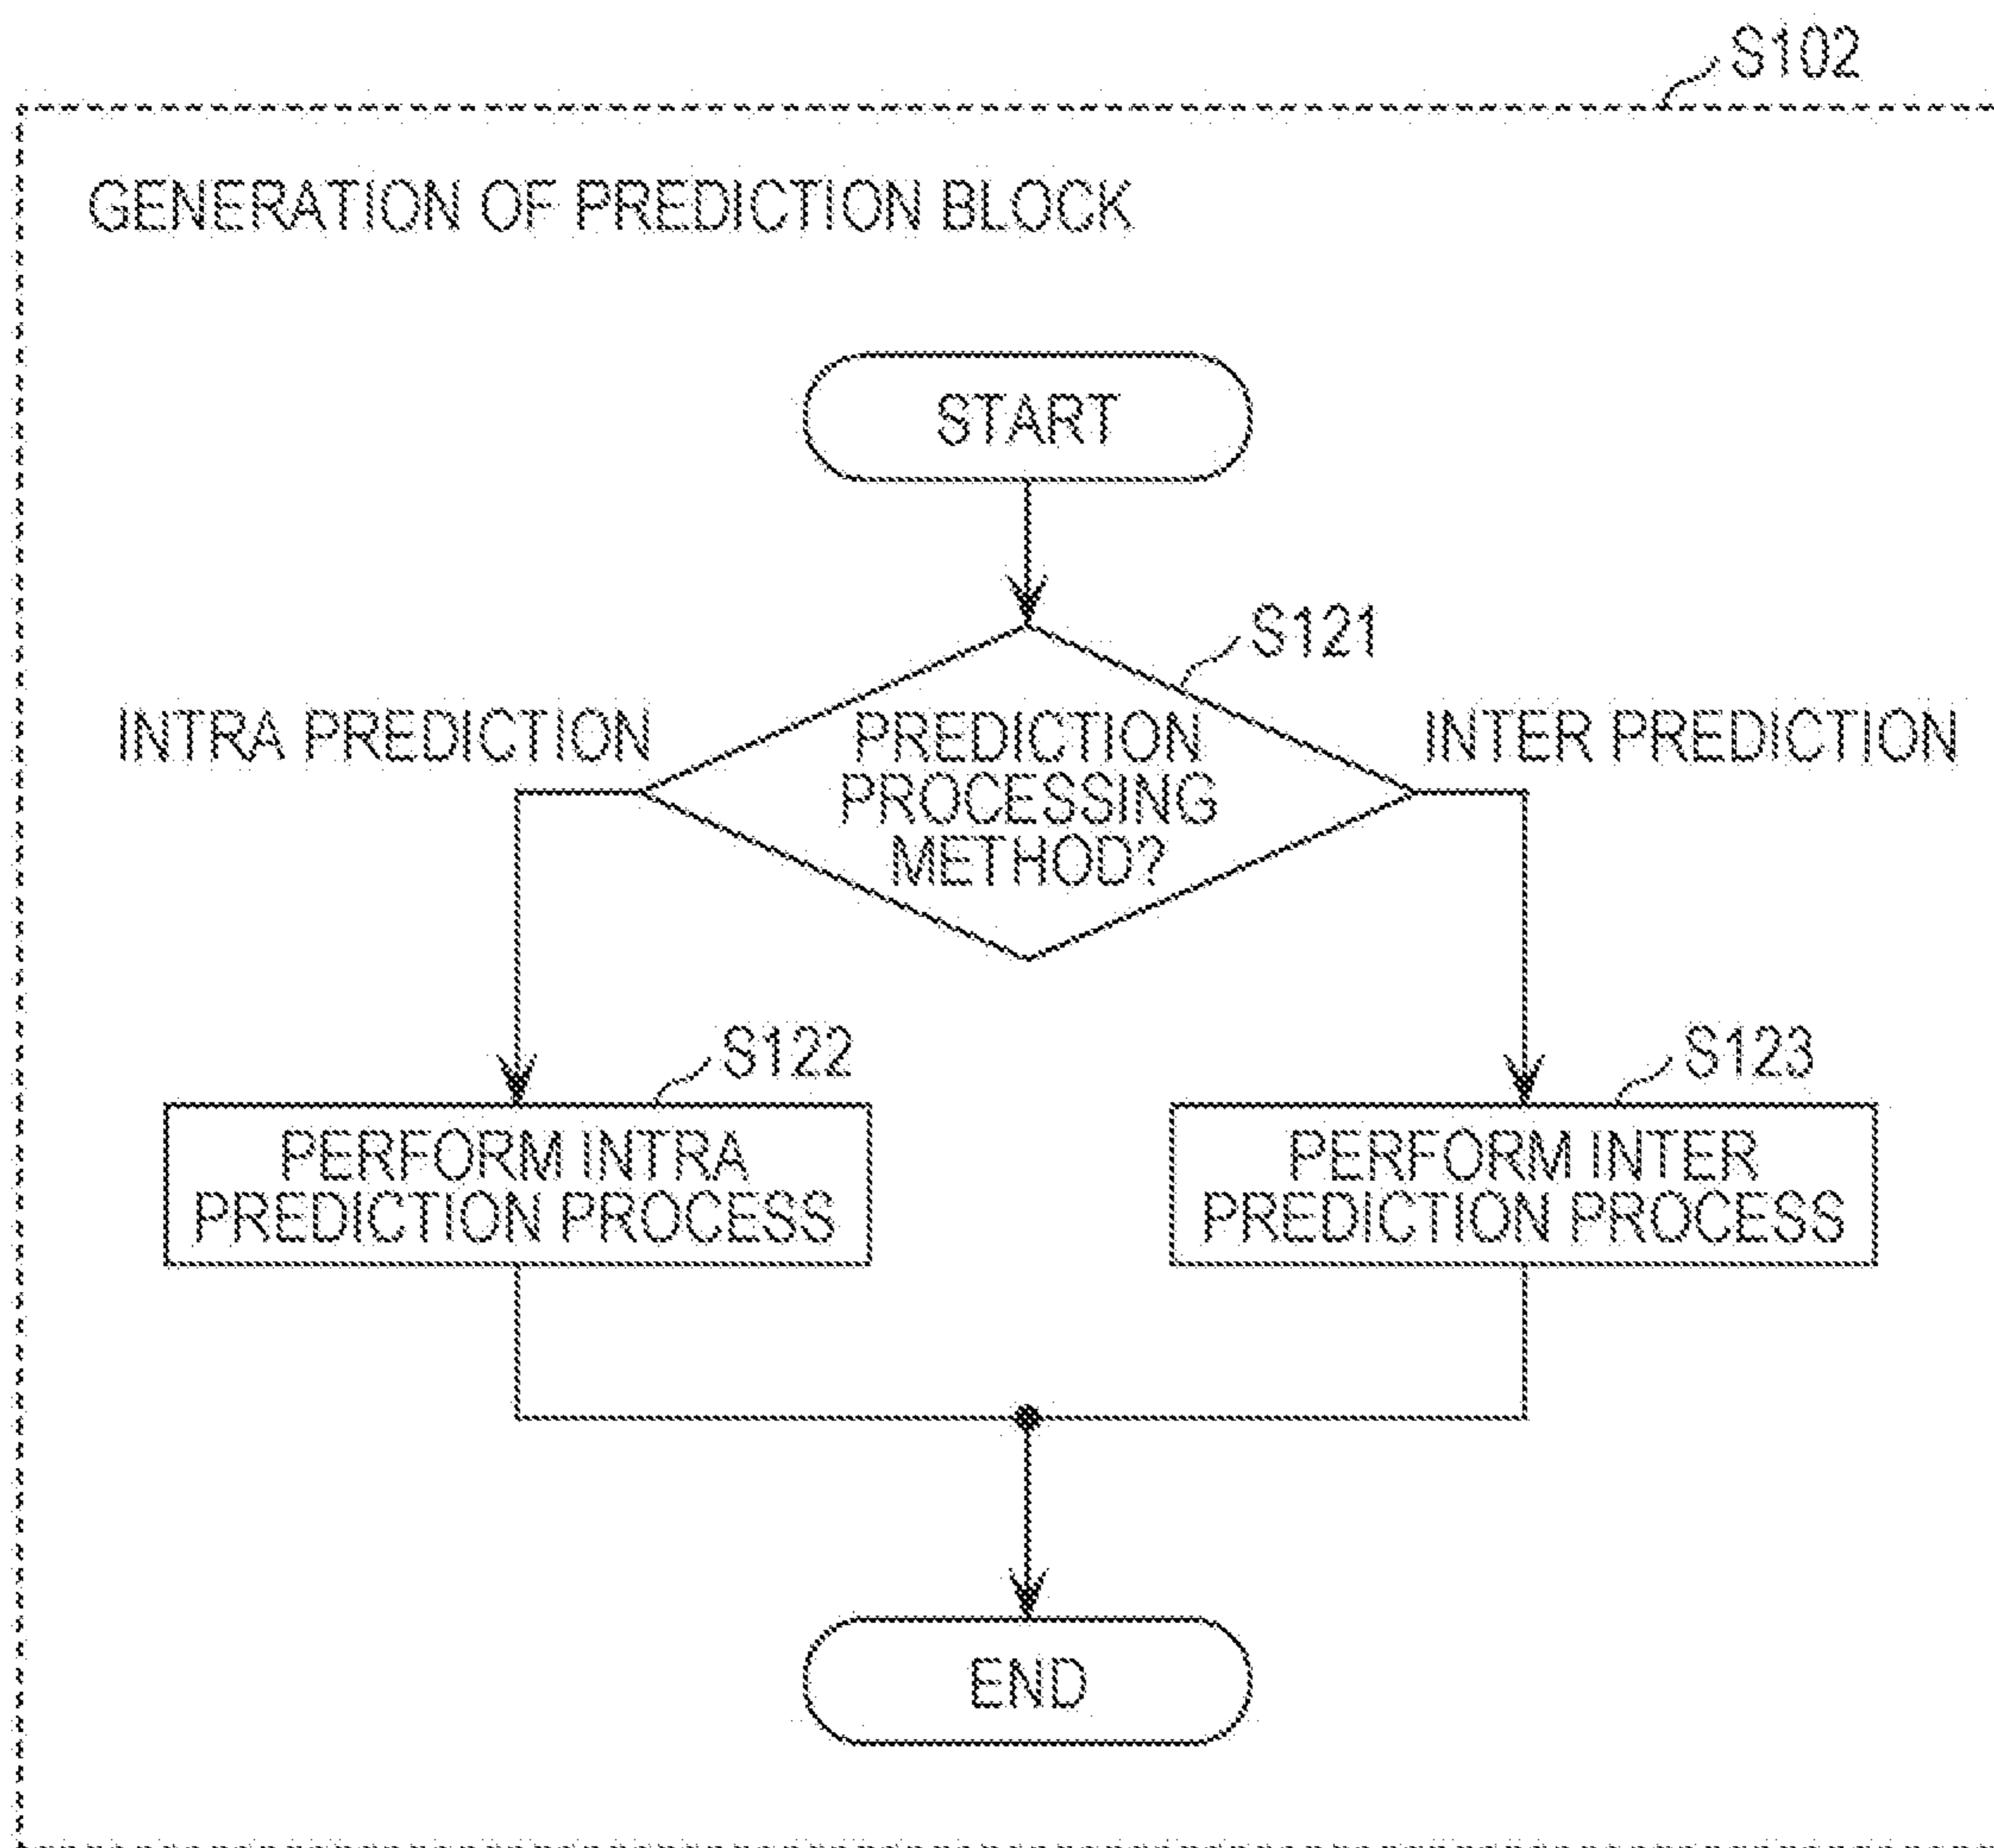 S102
GENERATION OF PREDICTION BLOCK
START
S121
INTRA PREDICTION
PREDICTION
PROCESSING
METHOD?
INTER PREDICTION
S122
PERFORM INTRA
PREDICTION PROCESS
S123
PERFORM INTER
PREDICTION PROCESS
END